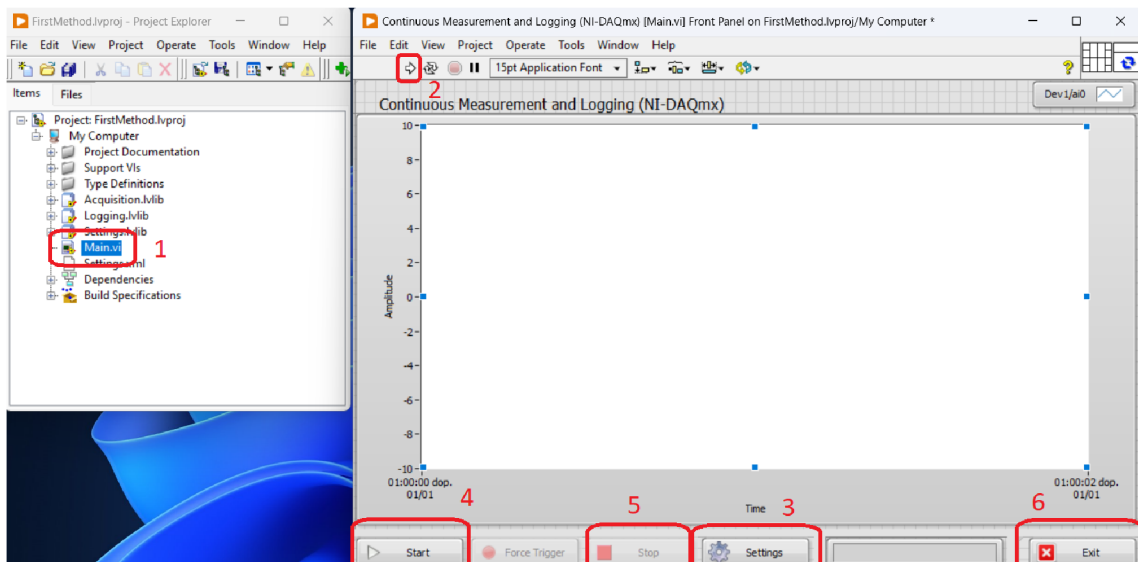 FirstMethod.lvproj - Project Explorer
File Edit View Project Operate Tools Window Help
Items Files
Project: FirstMethod.lvproj
My Computer
Project Documentation
Support VIs
Type Definitions
Acquisition.lvlib
Logging.lvlib
Settings.lvlib
Main.vi 1
Settings.xml
Dependencies
Build Specifications
Continuous Measurement and Logging (NI-DAQmx) [Main.vi] Front Panel on FirstMethod.lvproj/My Computer *
File Edit View Project Operate Tools Window Help
15pt Application Font
2
Continuous Measurement and Logging (NI-DAQmx)
Dev1/ai0
10
8
6
4
2
0
-2
-4
-6
-8
-10
Amplitude
01:00:00 dop.
01/01
01:00:02 dop.
01/01
Time
4 5 3 6
Start Force Trigger Stop Settings Exit